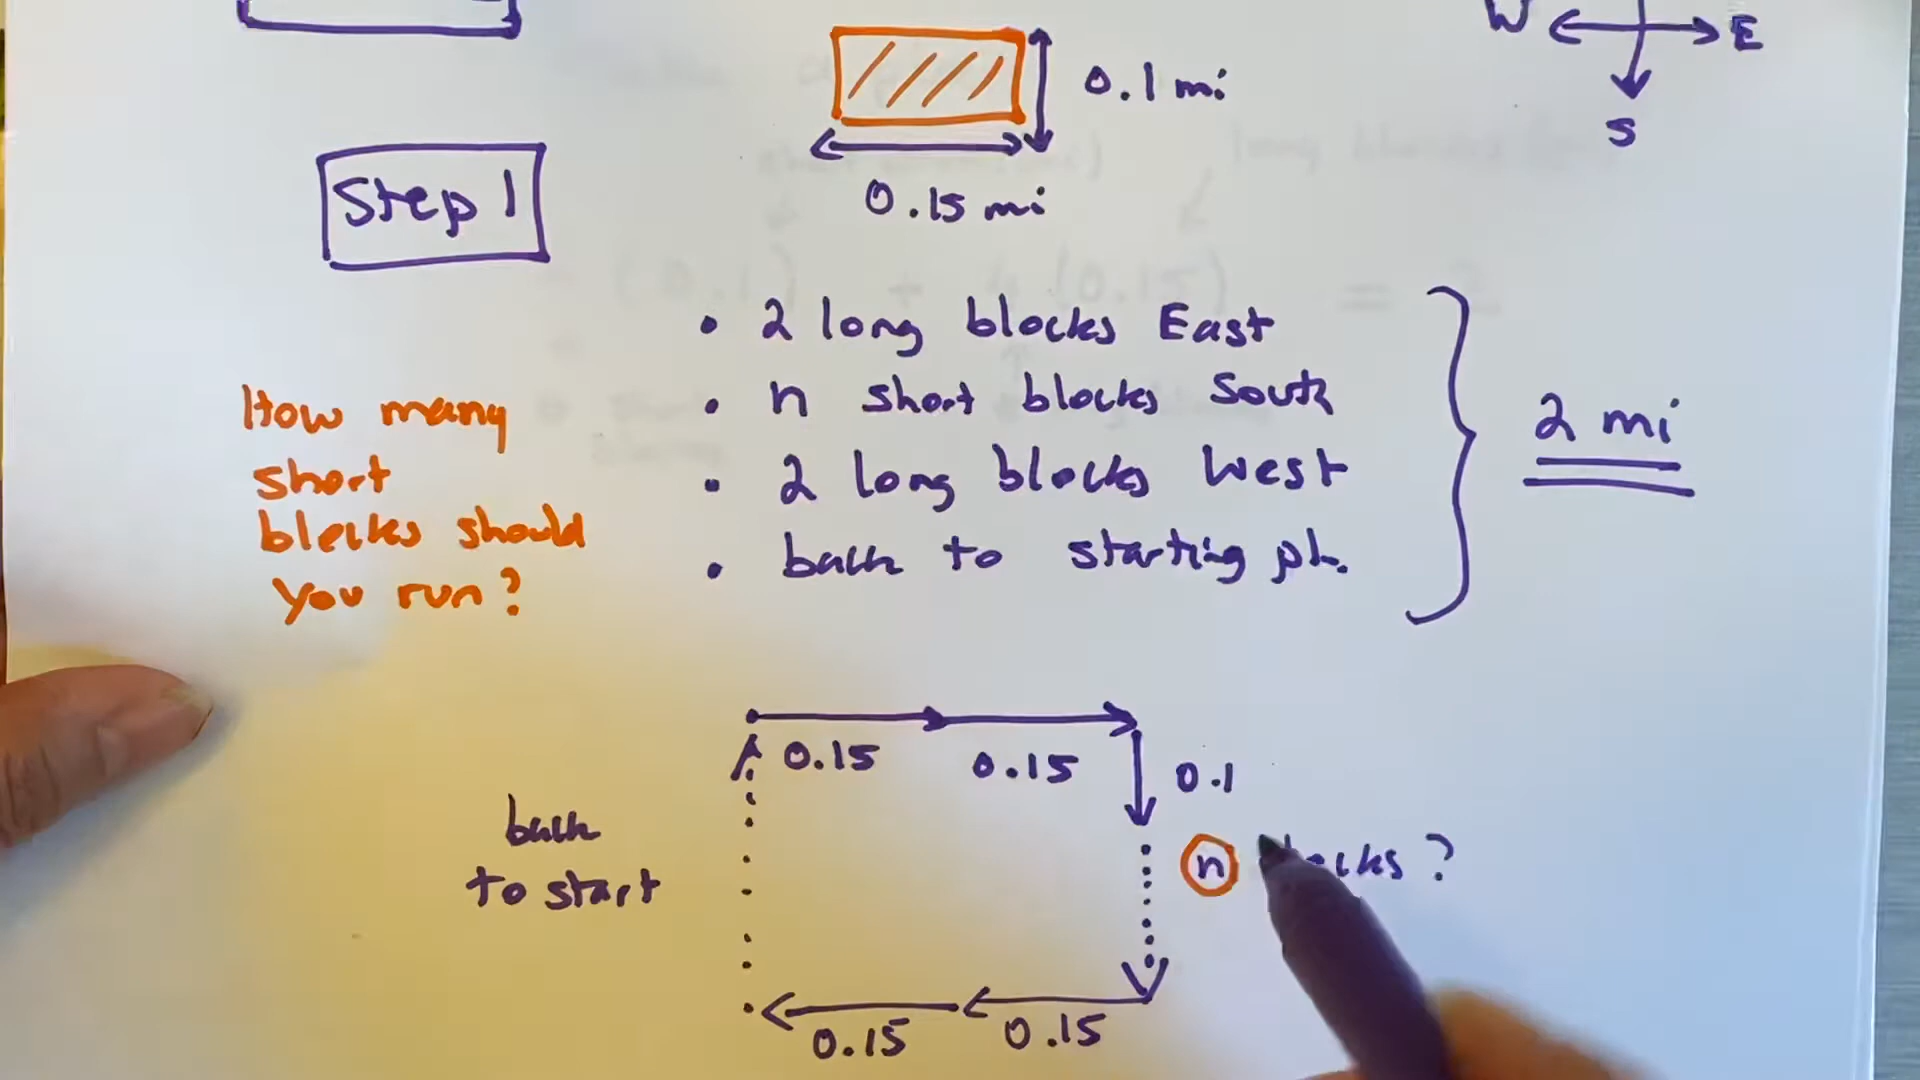 W E
S
0.1 mi
0.15 mi
Step 1
• 2 long blocks East
• n short blocks South
• 2 long blocks West
• back to starting pt.
2 mi
How many
short
blocks should
you run?
0.15 0.15
0.1
n blocks?
back
to start
0.15 0.15